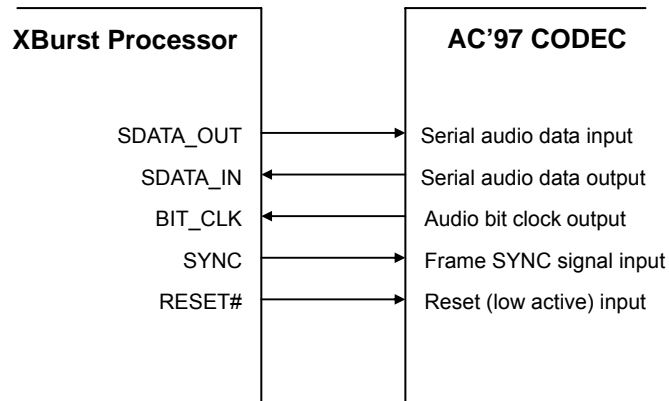 XBurst Processor
AC’97 CODEC
SDATA_OUT
Serial audio data input
SDATA_IN
Serial audio data output
BIT_CLK
Audio bit clock output
SYNC
Frame SYNC signal input
RESET#
Reset (low active) input